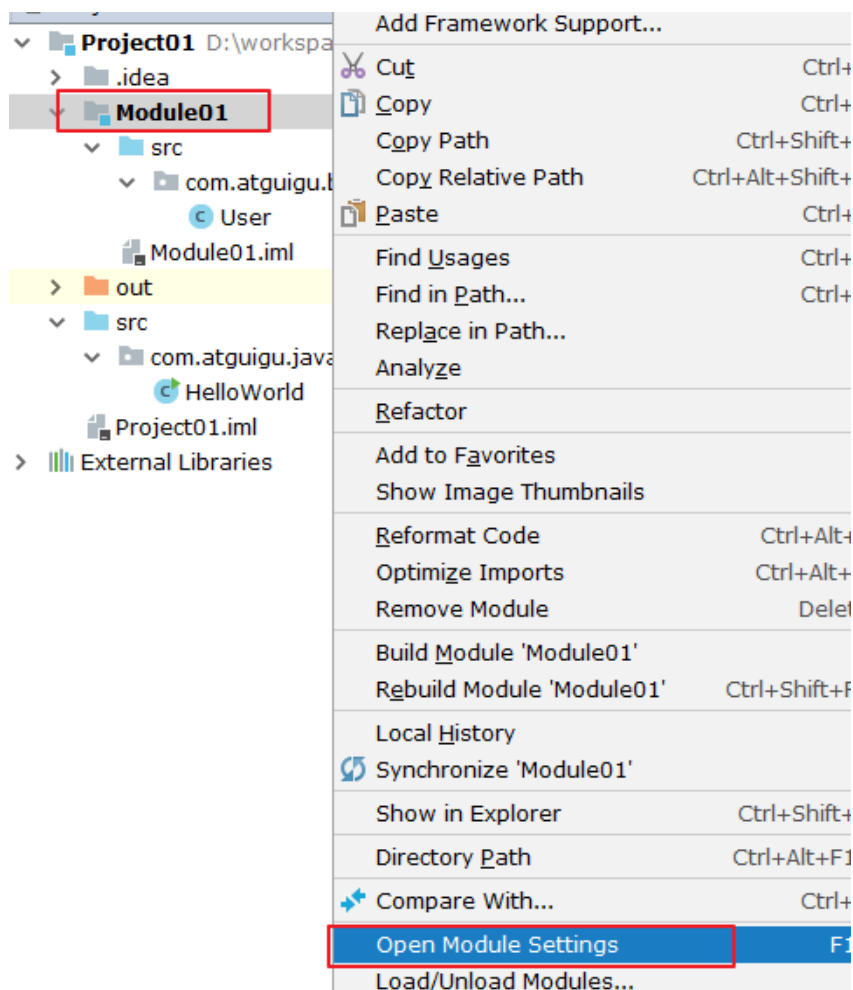 Project01 D:\workspa
.idea
Module01
src
com.atguigu.b
User
Module01.iml
out
src
com.atguigu.java
HelloWorld
Project01.iml
External Libraries
Add Framework Support...
Cut Ctrl+
Copy Ctrl+
Copy Path Ctrl+Shift+
Copy Relative Path Ctrl+Alt+Shift+
Paste Ctrl+
Find Usages Ctrl+
Find in Path... Ctrl+
Replace in Path...
Analyze
Refactor
Add to Favorites
Show Image Thumbnails
Reformat Code Ctrl+Alt+
Optimize Imports Ctrl+Alt+
Remove Module Delet
Build Module 'Module01'
Rebuild Module 'Module01' Ctrl+Shift+F
Local History
Synchronize 'Module01'
Show in Explorer Ctrl+Shift+
Directory Path Ctrl+Alt+F1
Compare With... Ctrl+
Open Module Settings F1
Load/Unload Modules...